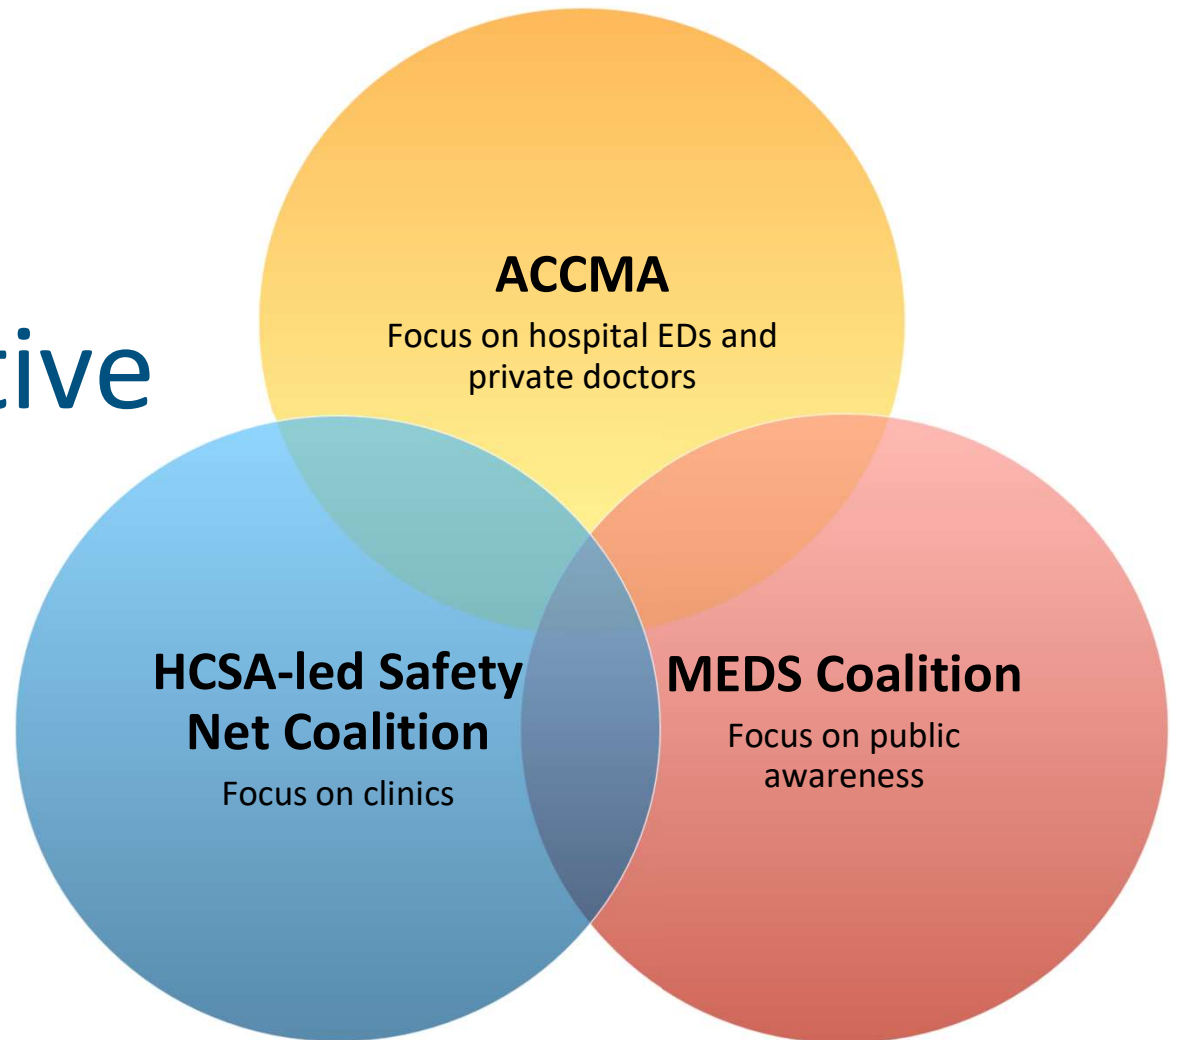 ACCMA
Focus on hospital EDs and
private doctors
tive
HCSA-led Safety
Net Coalition
Focus on clinics
MEDS Coalition
Focus on public
awareness